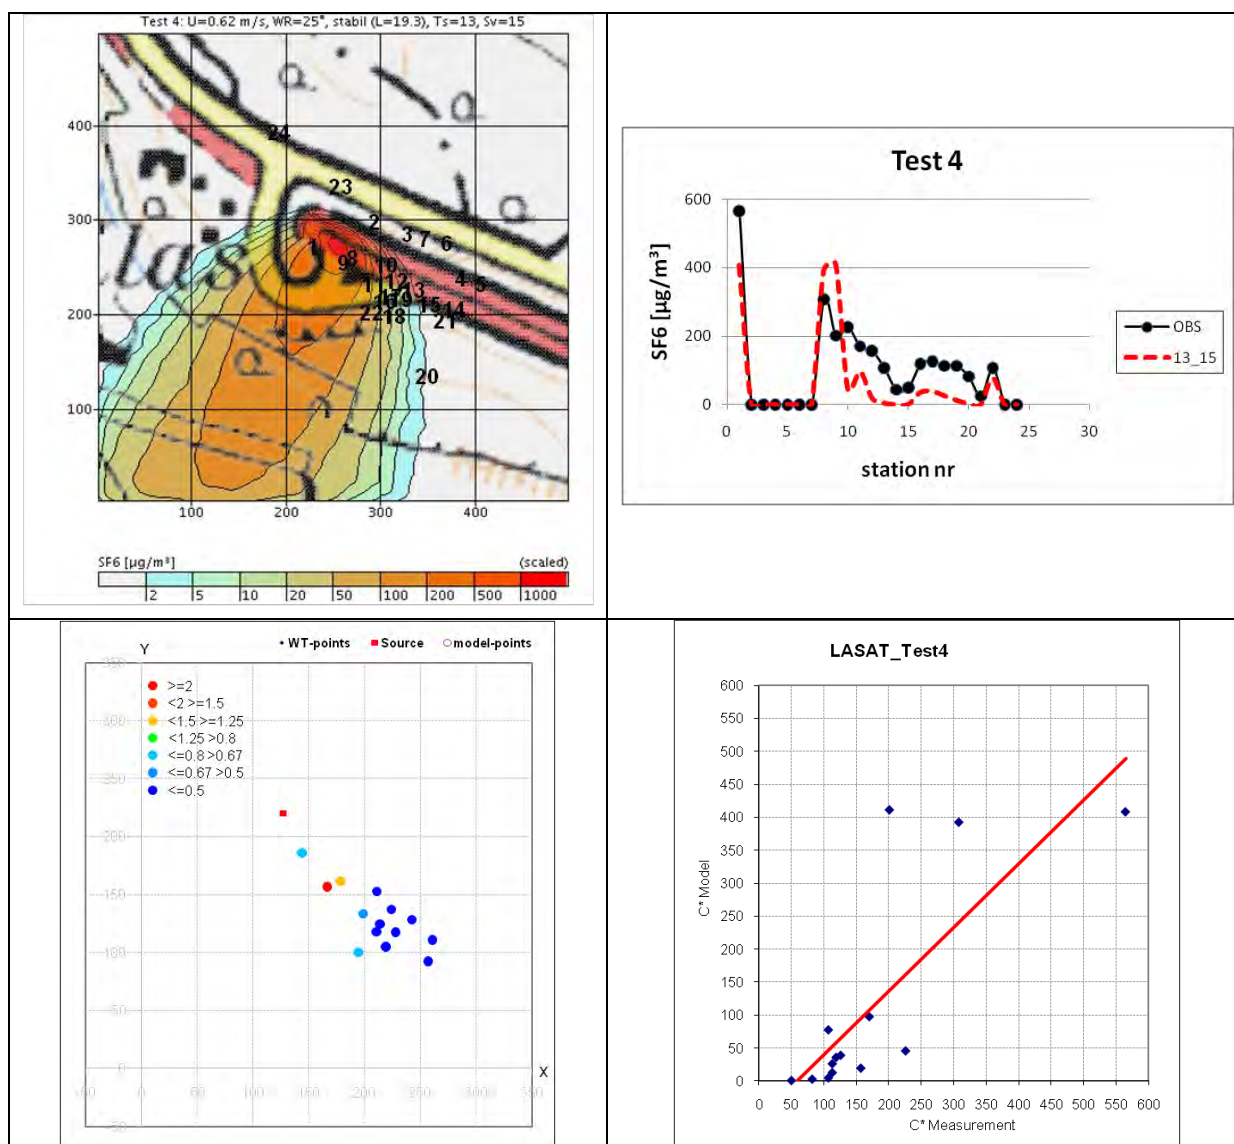 Test 4: U=0.62 m/s, WR=25°, stabil (L=19.3), Ts=13, Sv=15
400
300
200
100
100 200 300 400
24
23
2
3 7 6
1
9 8
10
4 5
12
13
15 14
22 18 21
20
las
SF6 [µg/m³] (scaled)
2 5 10 20 50 100 200 500 1000
Test 4
SF6 [µg/m³]
600
400
200
0
0 5 10 15 20 25 30
station nr
OBS
13_15
Y
WT-points Source model-points
>=2
<2 >=1.5
<1.5 >=1.25
<1.25 >0.8
<=0.8 >0.67
<=0.67 >0.5
<=0.5
X
LASAT_Test4
C* Model
600
550
500
450
400
350
300
250
200
150
100
50
0
0 50 100 150 200 250 300 350 400 450 500 550 600
C* Measurement